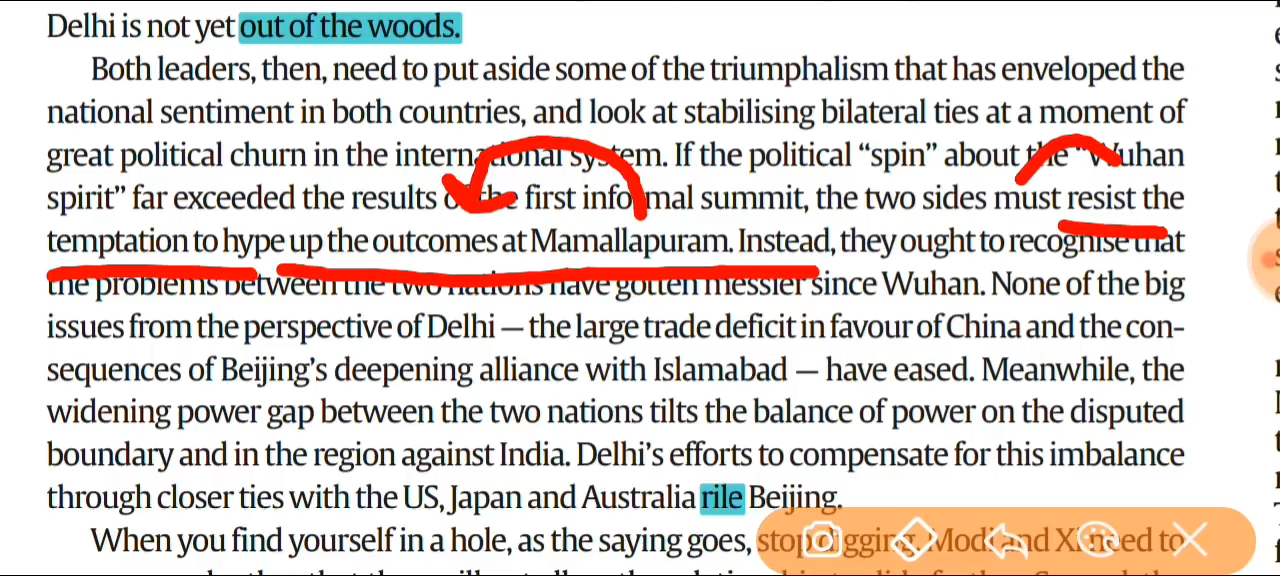 Delhi is not yet out of the woods.
Both leaders, then, need to put aside some of the triumphalism that has enveloped the
national sentiment in both countries, and look at stabilising bilateral ties at a moment of
great political churn in the international system. If the political “spin” about the “Wuhan
spirit” far exceeded the results of the first informal summit, the two sides must resist the
temptation to hype up the outcomes at Mamallapuram. Instead, they ought to recognise that
the problems between the two nations have gotten messier since Wuhan. None of the big
issues from the perspective of Delhi — the large trade deficit in favour of China and the con-
sequences of Beijing’s deepening alliance with Islamabad — have eased. Meanwhile, the
widening power gap between the two nations tilts the balance of power on the disputed
boundary and in the region against India. Delhi’s efforts to compensate for this imbalance
through closer ties with the US, Japan and Australia rile Beijing.
When you find yourself in a hole, as the saying goes, stop digging. Modi and Xi need to